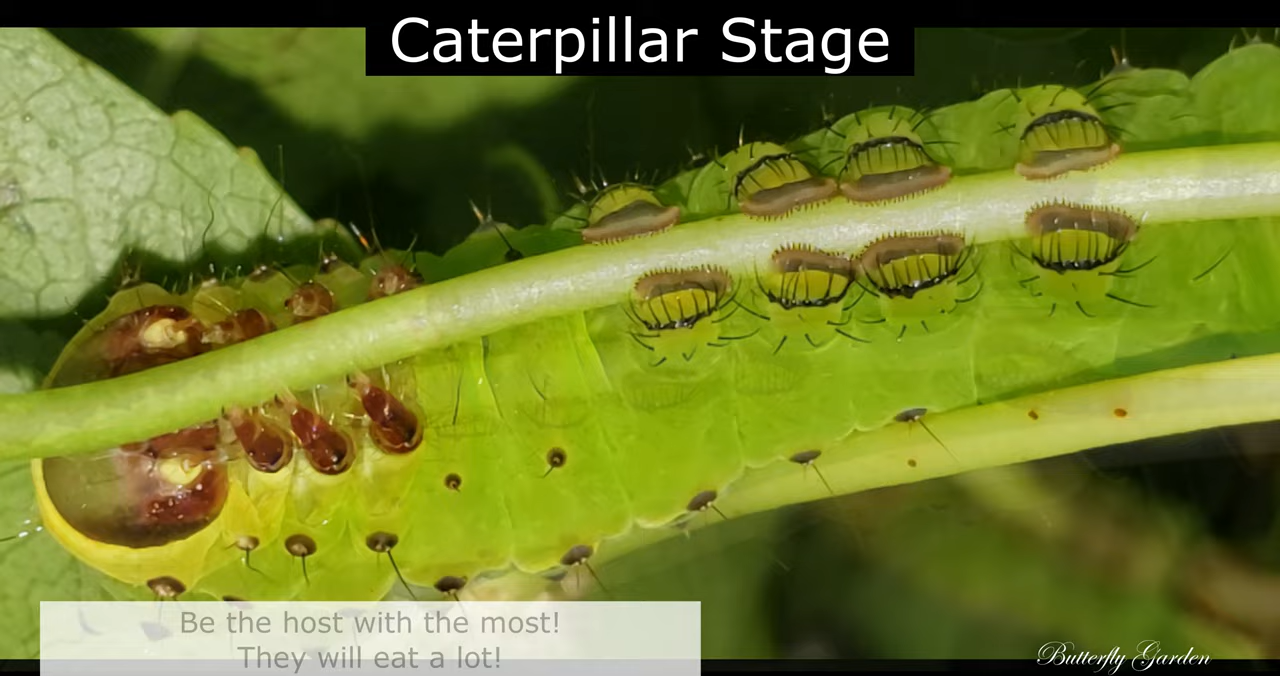 Caterpillar Stage
Be the host with the most!
They will eat a lot!
Butterfly Garden